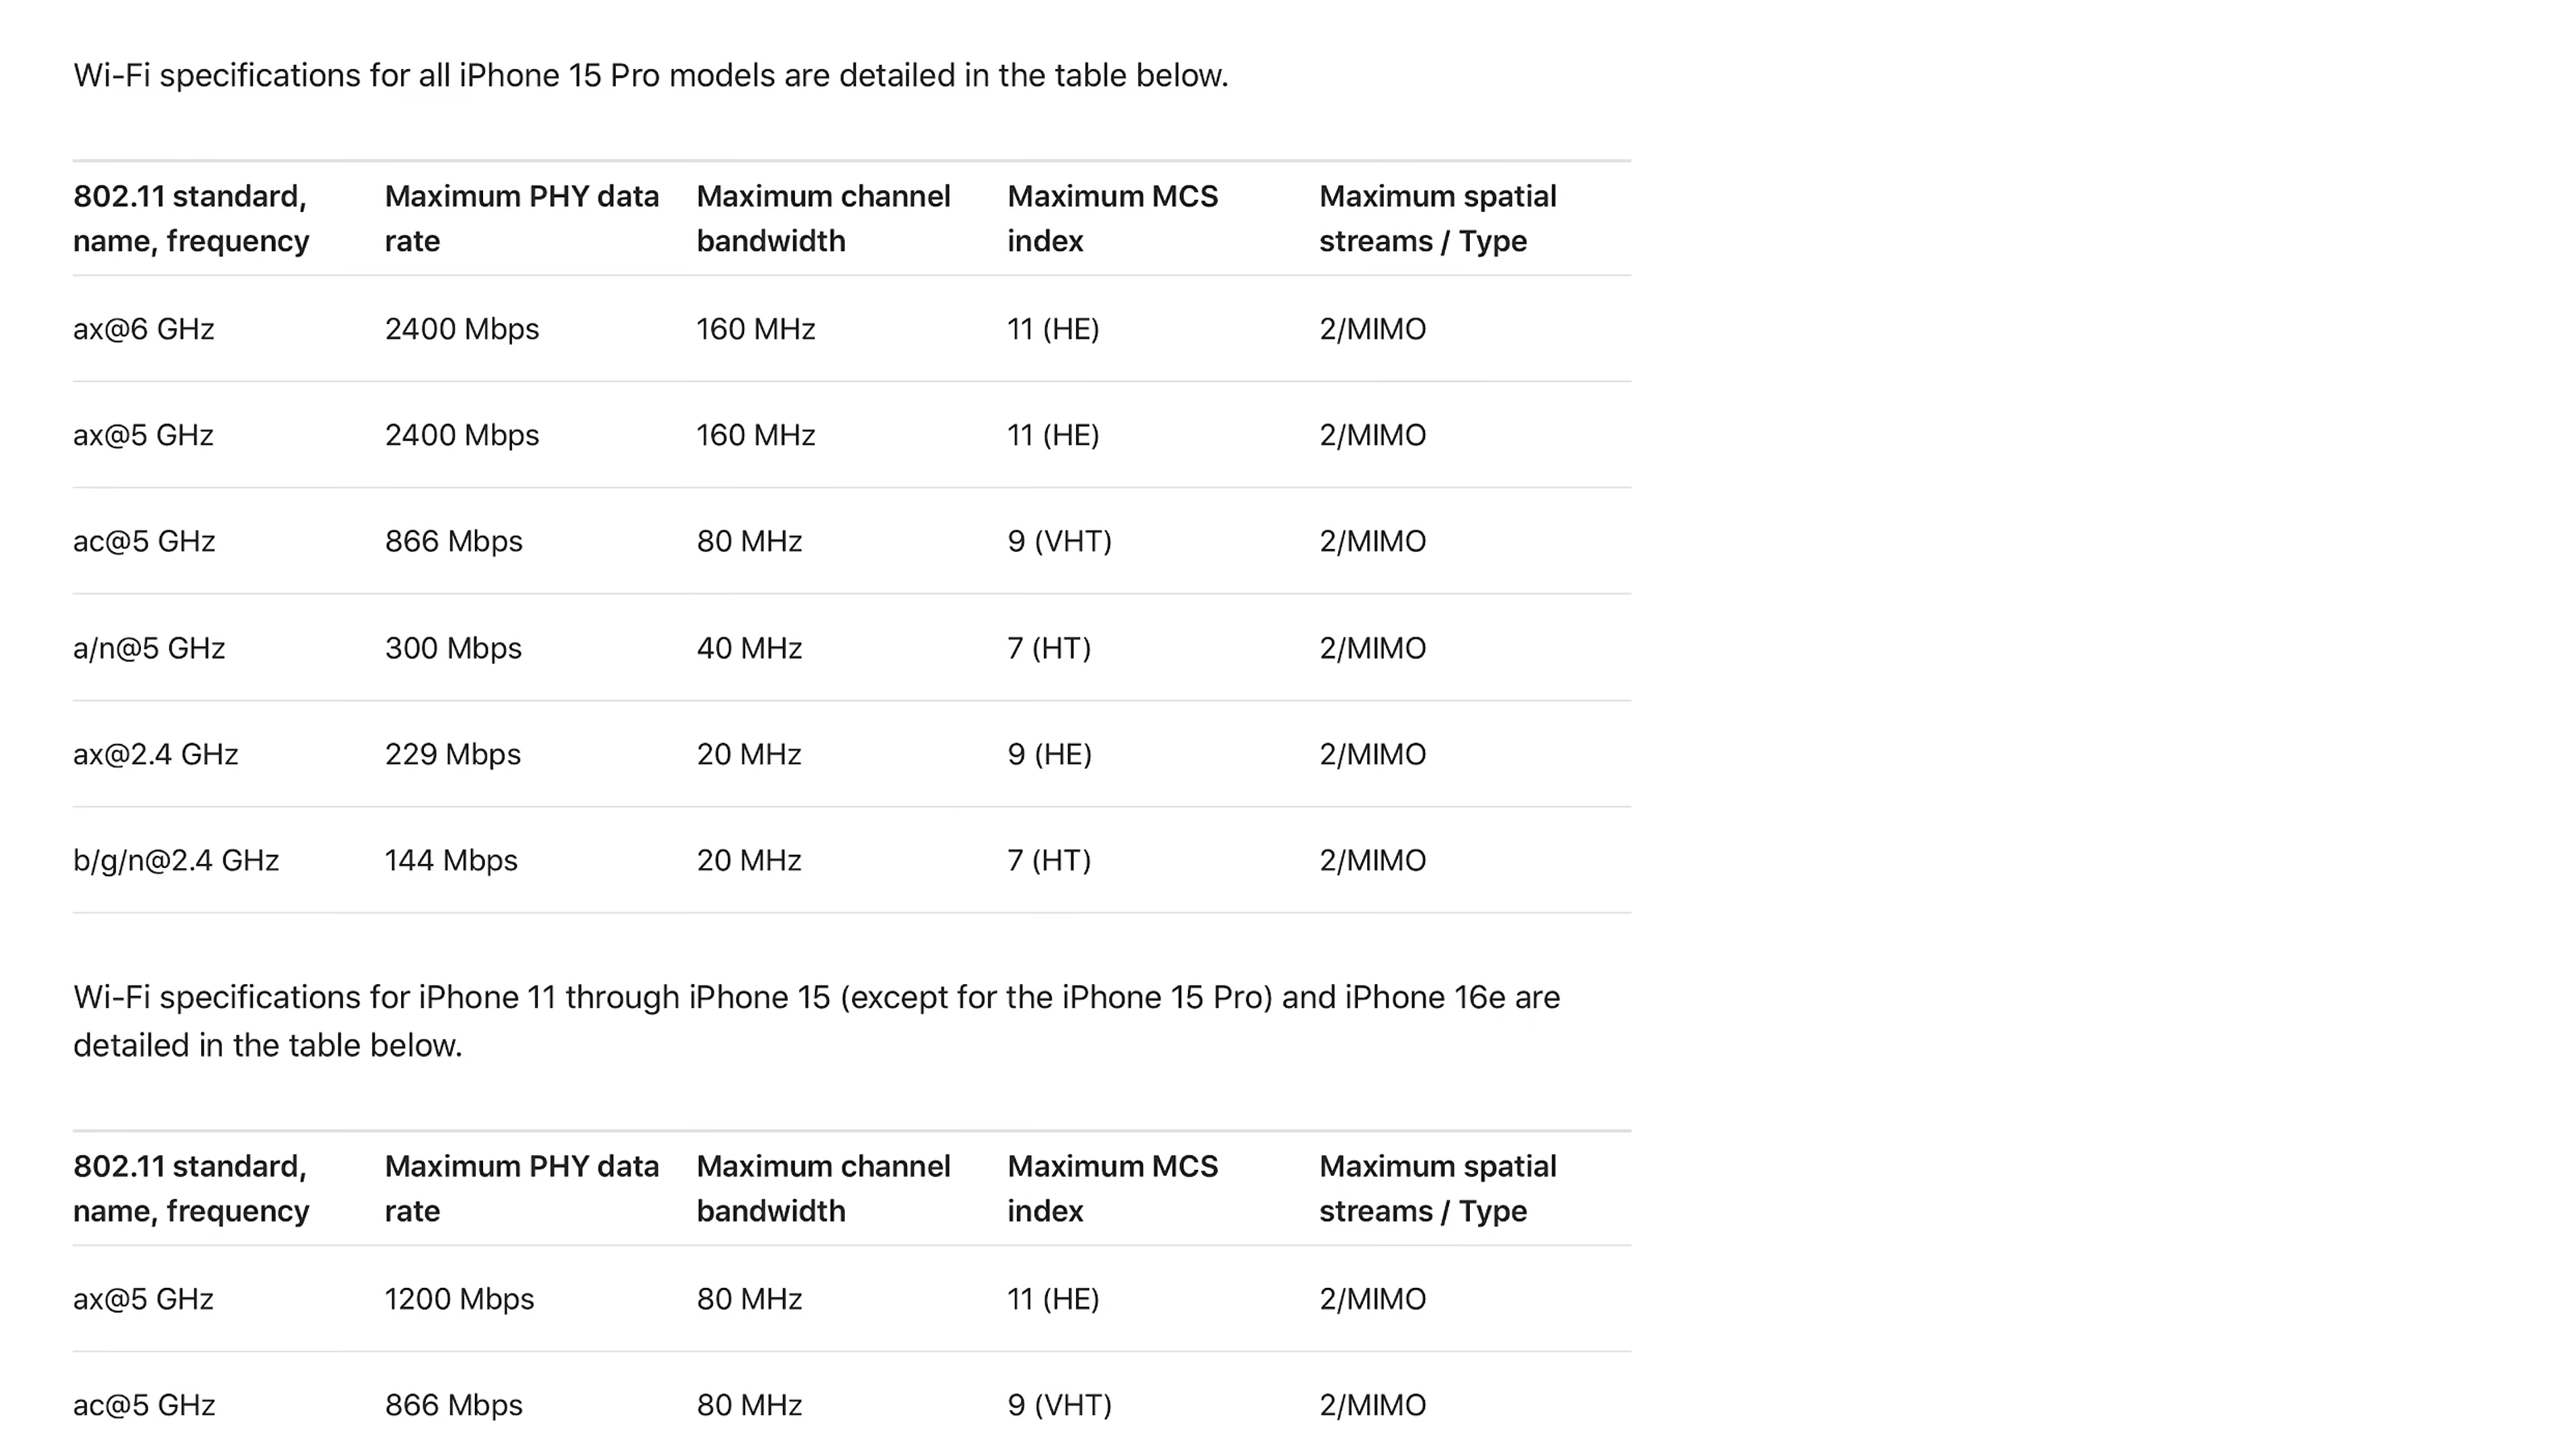 Wi-Fi specifications for all iPhone 15 Pro models are detailed in the table below.
802.11 standard, name, frequency | Maximum PHY data rate | Maximum channel bandwidth | Maximum MCS index | Maximum spatial streams / Type
ax@6 GHz | 2400 Mbps | 160 MHz | 11 (HE) | 2/MIMO
ax@5 GHz | 2400 Mbps | 160 MHz | 11 (HE) | 2/MIMO
ac@5 GHz | 866 Mbps | 80 MHz | 9 (VHT) | 2/MIMO
a/n@5 GHz | 300 Mbps | 40 MHz | 7 (HT) | 2/MIMO
ax@2.4 GHz | 229 Mbps | 20 MHz | 9 (HE) | 2/MIMO
b/g/n@2.4 GHz | 144 Mbps | 20 MHz | 7 (HT) | 2/MIMO
Wi-Fi specifications for iPhone 11 through iPhone 15 (except for the iPhone 15 Pro) and iPhone 16e are
detailed in the table below.
802.11 standard, name, frequency | Maximum PHY data rate | Maximum channel bandwidth | Maximum MCS index | Maximum spatial streams / Type
ax@5 GHz | 1200 Mbps | 80 MHz | 11 (HE) | 2/MIMO
ac@5 GHz | 866 Mbps | 80 MHz | 9 (VHT) | 2/MIMO